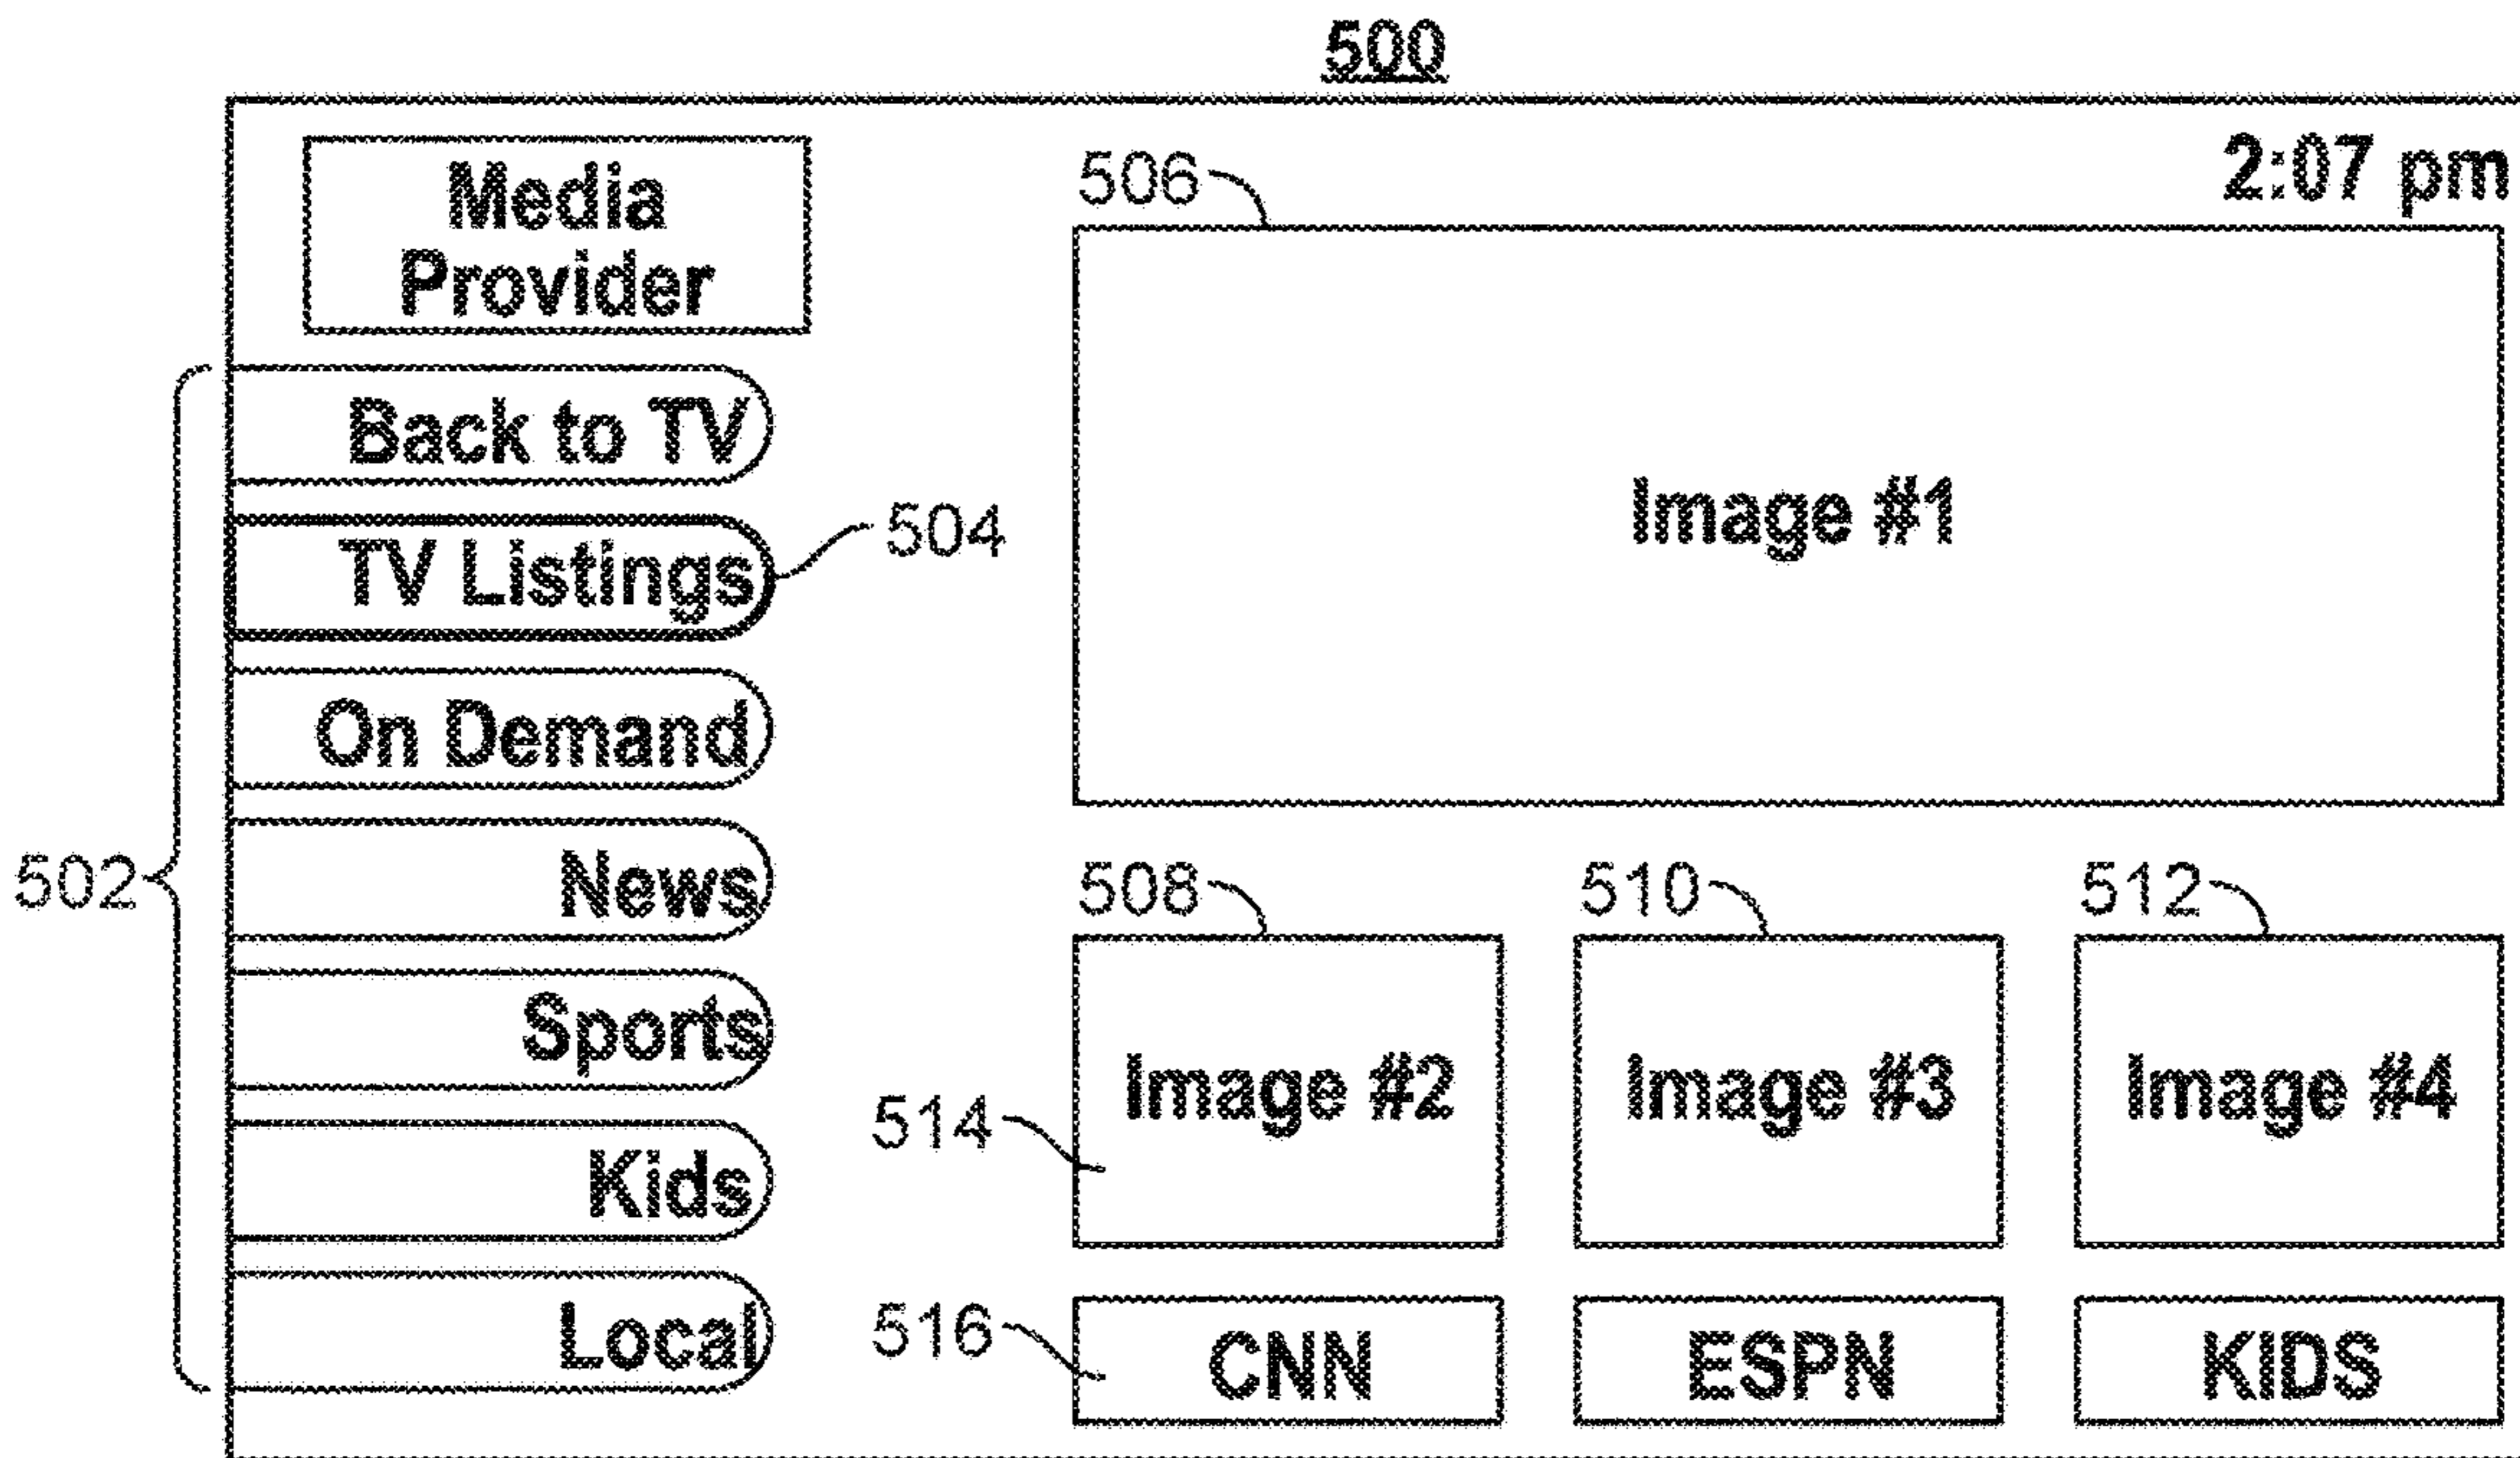 500
2:07 pm
Media
Provider
506
Image #1
Back to TV
TV Listings
504
On Demand
News
Sports
Kids
Local
502
508
510
512
Image #2
Image #3
Image #4
514
516
CNN
ESPN
KIDS